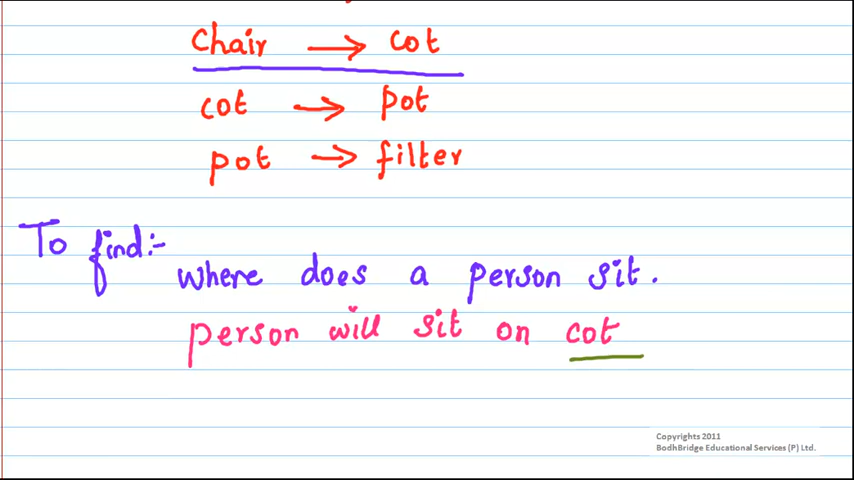 Chair → cot
cot → pot
pot → filter
To find:-
where does a person sit.
person will sit on cot
Copyrights 2011
BodhBridge Educational Services (P) Ltd.